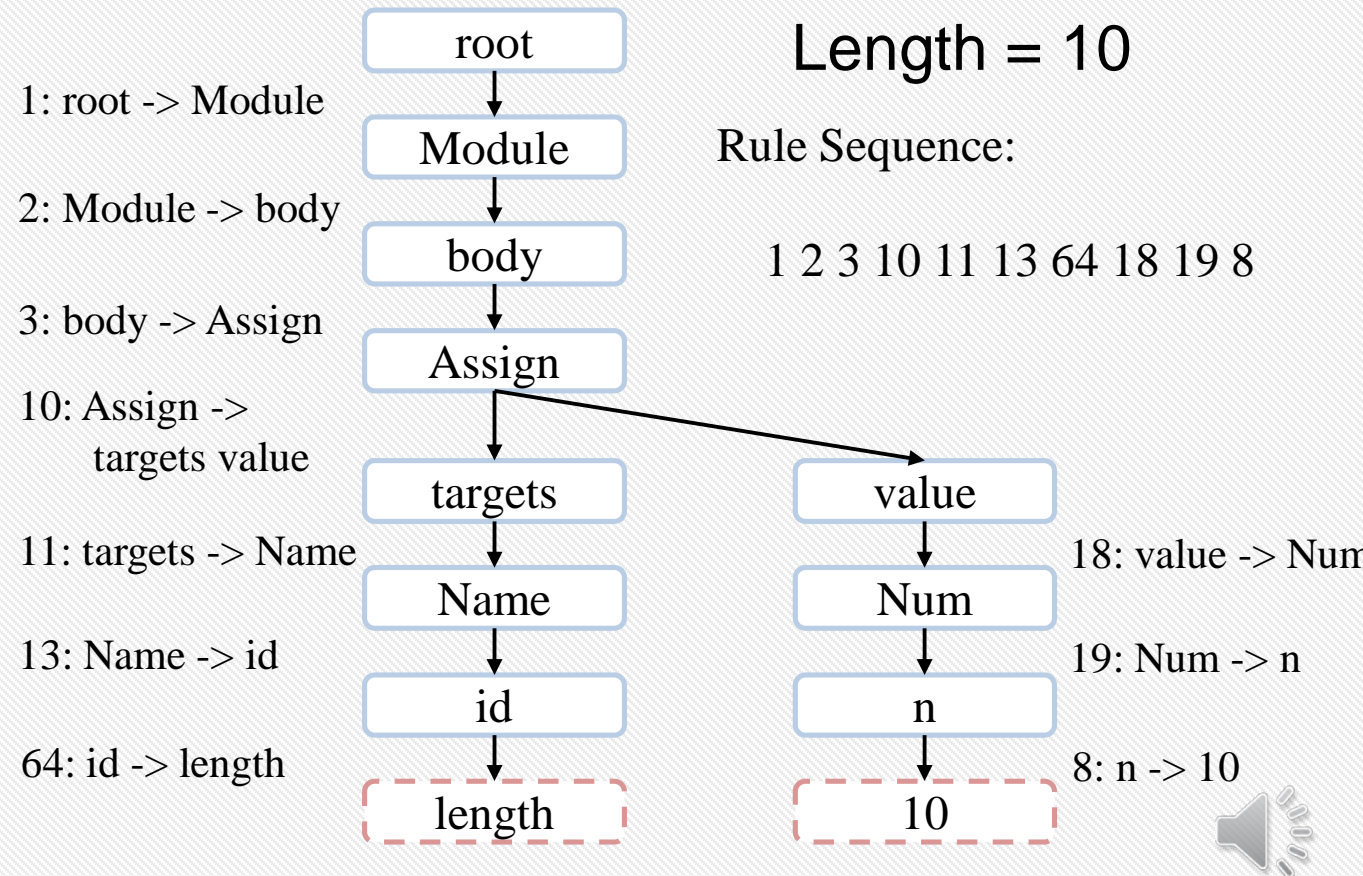 Length = 10
Rule Sequence:
1 2 3 10 11 13 64 18 19 8
root
1: root -> Module
Module
2: Module -> body
body
3: body -> Assign
Assign
10: Assign ->
targets value
targets
value
11: targets -> Name
18: value -> Num
Name
Num
13: Name -> id
19: Num -> n
id
n
64: id -> length
8: n -> 10
length
10